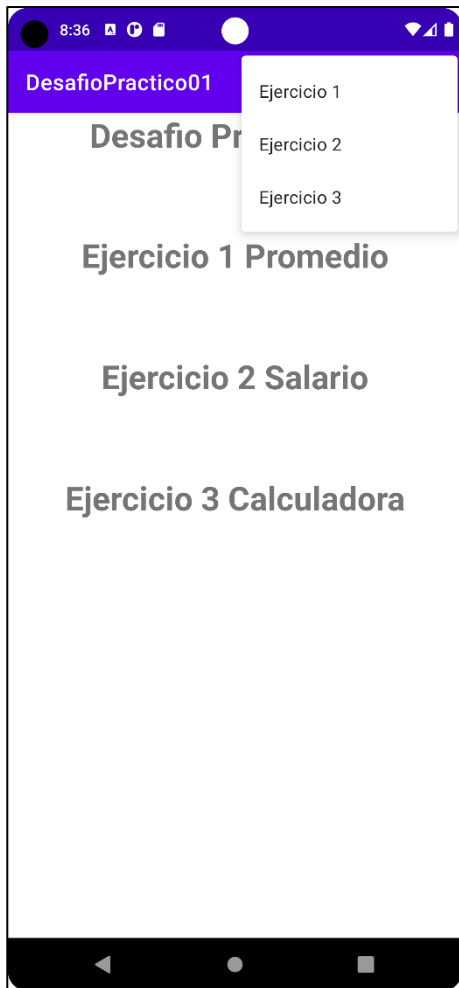 8:36
DesafioPractico01
Ejercicio 1
Ejercicio 2
Ejercicio 3
Desafio
Ejercicio 1 Promedio
Ejercicio 2 Salario
Ejercicio 3 Calculadora